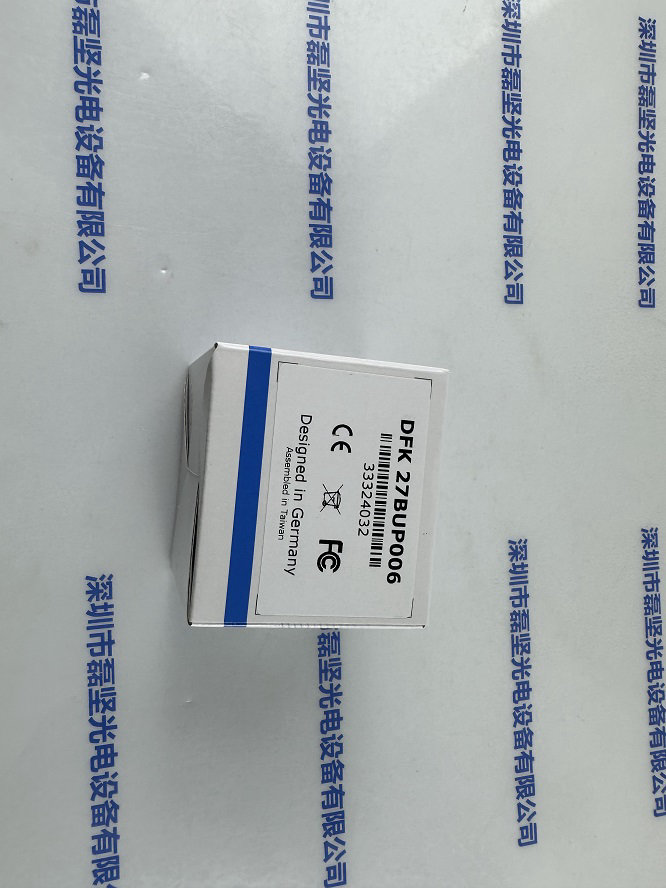 深圳市磊坚光电设备有限公司
深圳市磊坚光电设备有限公司
深圳市磊坚光电设备有限公司
深圳市磊坚光电设备有限公司
DFK 27BUP006
33324032
CE
FC
Designed in Germany
Assembled in Taiwan
深圳市磊坚光电设备有限公司
深圳市磊坚光电设备有限公司
深圳市磊坚光电设备有限公司
深圳市磊坚光电设备有限公司